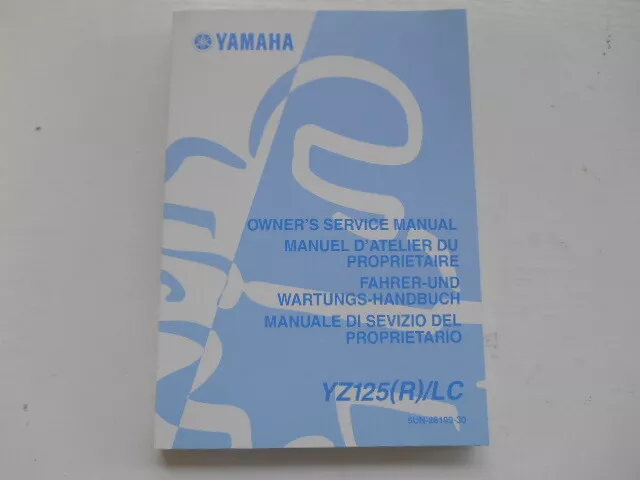 YAMAHA
OWNER'S SERVICE MANUAL
MANUEL D'ATELIER DU
PROPRIETAIRE
FAHRER-UND
WARTUNGS-HANDBUCH
MANUALE DI SEVIZIO DEL
PROPRIETARIO
YZ125(R)/LC